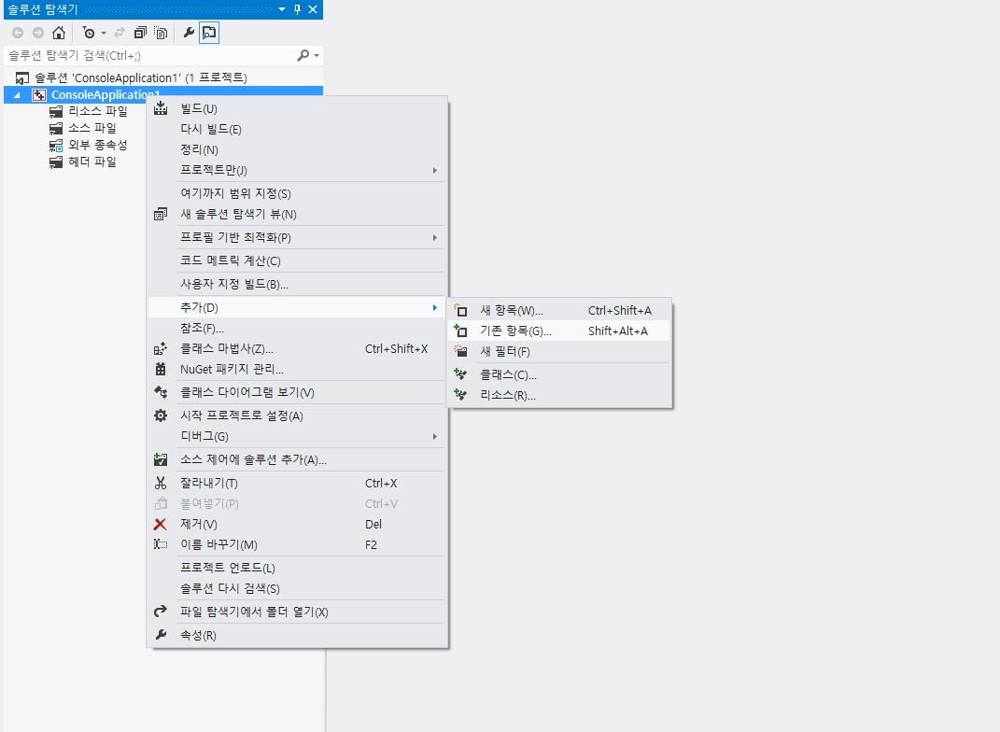 솔루션 탐색기
솔루션 탐색기 검색(Ctrl+;)
솔루션 'ConsoleApplication1' (1 프로젝트)
ConsoleApplication1
리소스 파일
소스 파일
외부 종속성
헤더 파일
빌드(U)
다시 빌드(E)
정리(N)
프로젝트만(J)
여기까지 범위 지정(S)
새 솔루션 탐색기 뷰(N)
프로필 기반 최적화(P)
코드 메트릭 계산(C)
사용자 지정 빌드(B)...
추가(D)
참조(F)...
클래스 마법사(Z)... Ctrl+Shift+X
NuGet 패키지 관리...
클래스 다이어그램 보기(V)
시작 프로젝트로 설정(A)
디버그(G)
소스 제어에 솔루션 추가(A)...
잘라내기(T) Ctrl+X
붙여넣기(P) Ctrl+V
제거(V) Del
이름 바꾸기(M) F2
프로젝트 언로드(L)
솔루션 다시 검색(S)
파일 탐색기에서 폴더 열기(X)
속성(R)
새 항목(W)... Ctrl+Shift+A
기존 항목(G)... Shift+Alt+A
새 필터(F)
클래스(C)...
리소스(R)...